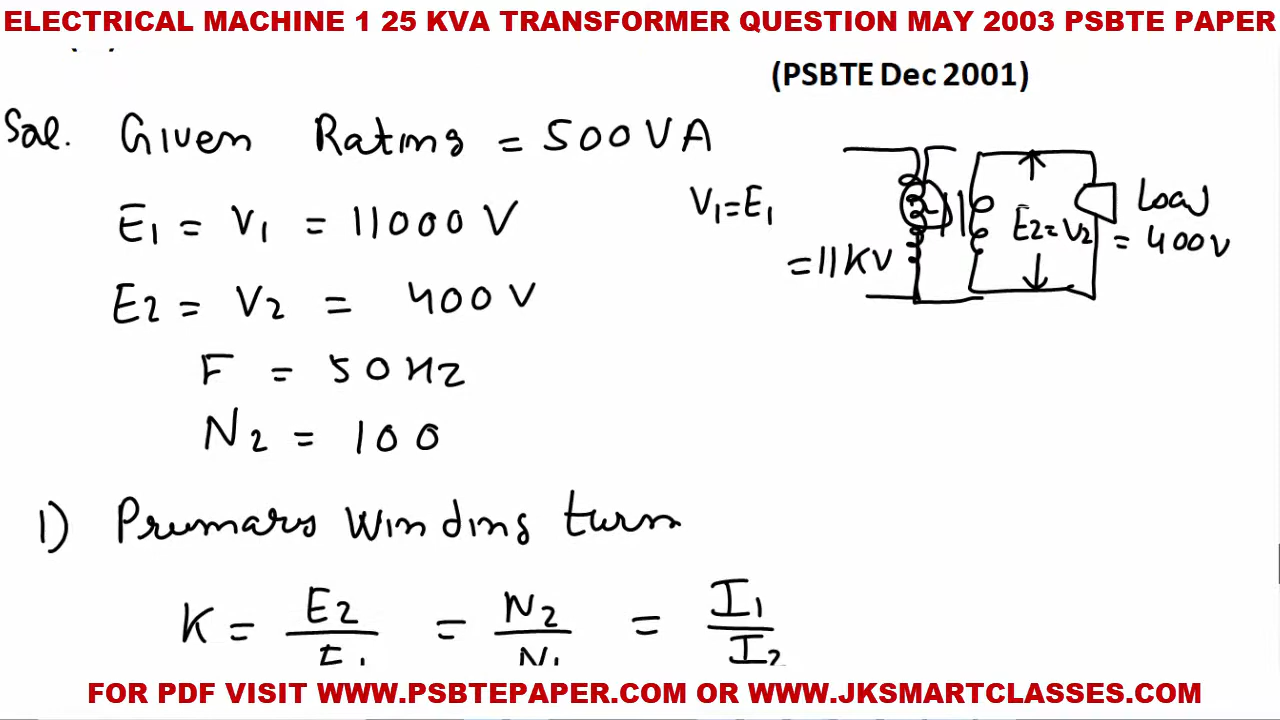 ELECTRICAL MACHINE 1 25 KVA TRANSFORMER QUESTION MAY 2003 PSBTE PAPER
(PSBTE Dec 2001)
Sol. Given Rating = 500VA
E1 = V1 = 11000 V
V1=E1
=11KV
E2=V2
Load
= 400V
E2 = V2 = 400 V
F = 50HZ
N2 = 100
1) Primary winding turn
K = E2/E1 = N2/N1 = I1/I2
FOR PDF VISIT WWW.PSBTEPAPER.COM OR WWW.JKSMARTCLASSES.COM